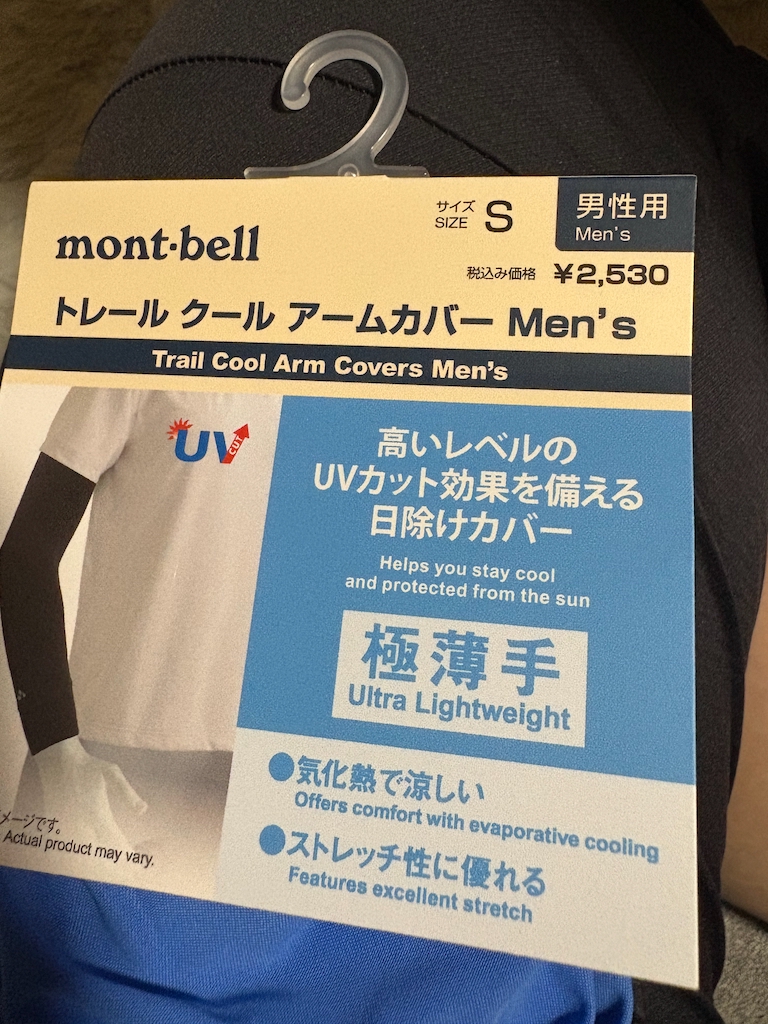 mont·bell
サイズ
SIZE S
男性用
Men's
税込み価格 ¥2,530
トレール クール アームカバー Men's
Trail Cool Arm Covers Men's
UV CUT
高いレベルの
UVカット効果を備える
日除けカバー
Helps you stay cool
and protected from the sun
極薄手
Ultra Lightweight
●気化熱で涼しい
Offers comfort with evaporative cooling
●ストレッチ性に優れる
Features excellent stretch
メージです。
Actual product may vary.